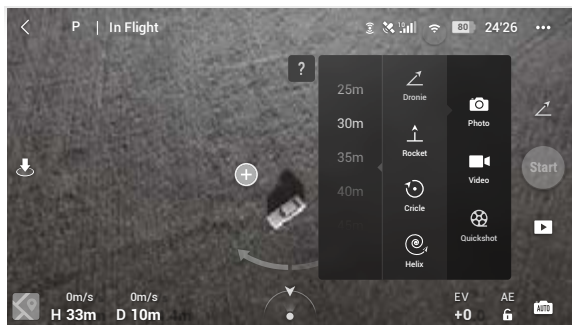 P | In Flight 10 80 24'26
?
25m
30m
35m
40m
Dronie
Rocket
Cricle
Helix
Photo
Video
Quickshot
Start
0m/s 0m/s EV AE
H 33m D 10m +0 AUTO